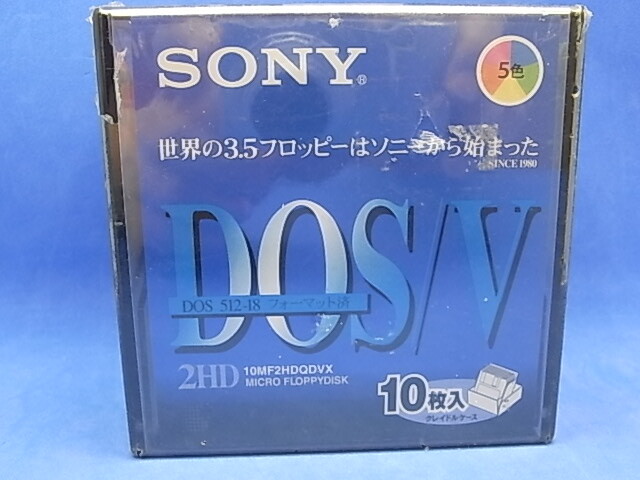 SONY®
5色
世界の3.5フロッピーはソニーから始まった
SINCE 1980
DOS/V
DOS 512-18 フォーマット済
2HD 10MF2HDQDVX
MICRO FLOPPYDISK
10枚入
クレイドルケース